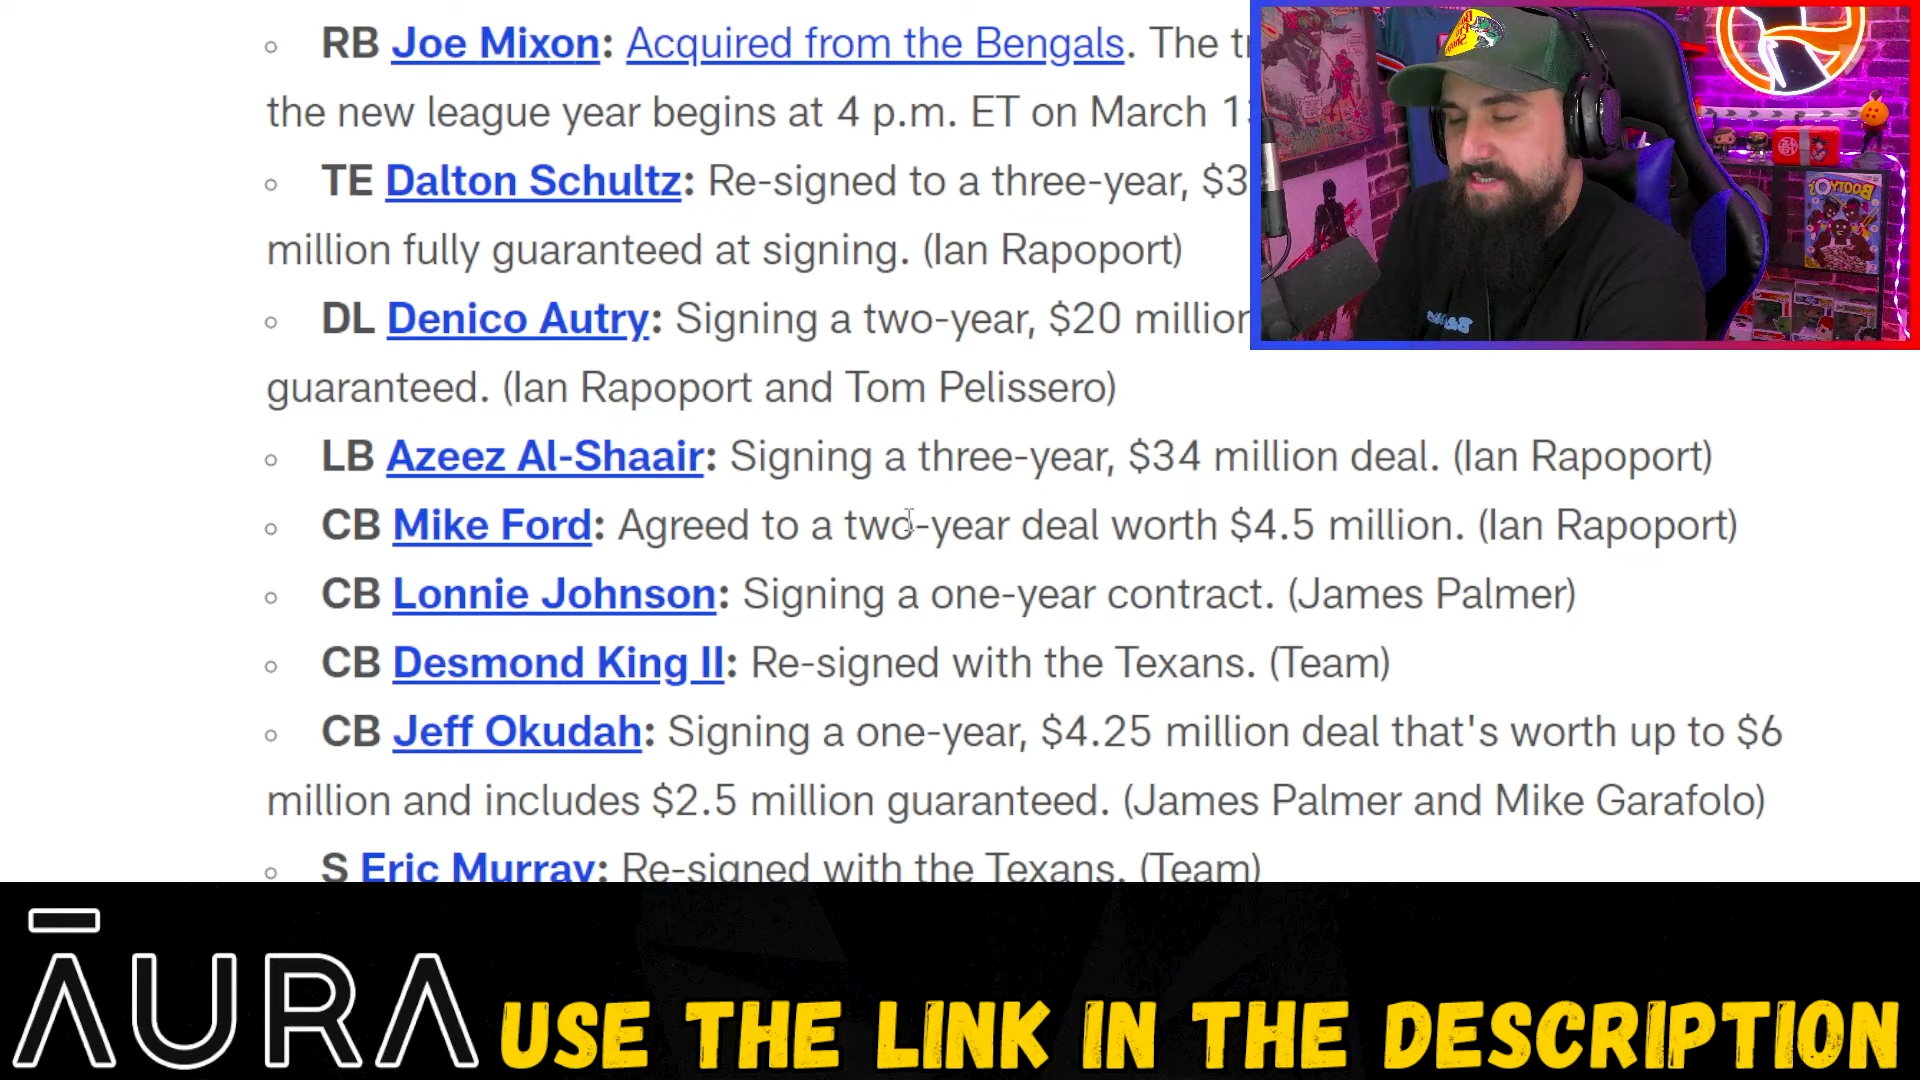 RB Joe Mixon: Acquired from the Bengals. The
the new league year begins at 4 p.m. ET on March
TE Dalton Schultz: Re-signed to a three-year, $3
million fully guaranteed at signing. (Ian Rapoport)
DL Denico Autry: Signing a two-year, $20 million
guaranteed. (Ian Rapoport and Tom Pelissero)
LB Azeez Al-Shaair: Signing a three-year, $34 million deal. (Ian Rapoport)
CB Mike Ford: Agreed to a two-year deal worth $4.5 million. (Ian Rapoport)
CB Lonnie Johnson: Signing a one-year contract. (James Palmer)
CB Desmond King II: Re-signed with the Texans. (Team)
CB Jeff Okudah: Signing a one-year, $4.25 million deal that's worth up to $6
million and includes $2.5 million guaranteed. (James Palmer and Mike Garafolo)
S Eric Murray: Re-signed with the Texans. (Team)
ĀURA USE THE LINK IN THE DESCRIPTION